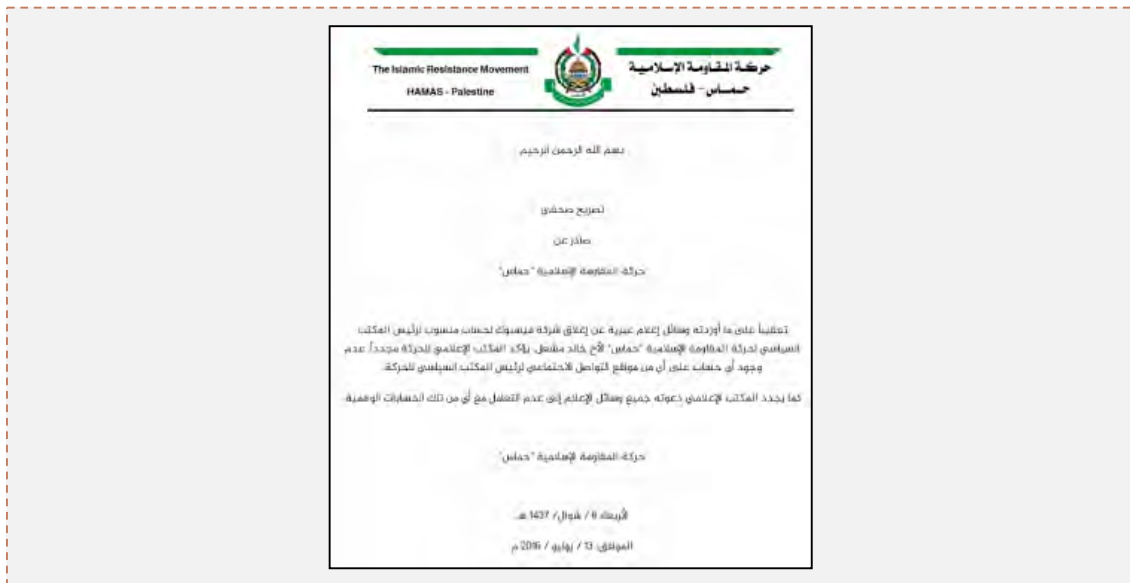 The Islamic Resistance Movement
HAMAS - Palestine
حركة المقاومة الإسلامية
حماس - فلسطين
بسم الله الرحمن الرحيم
تصريح صحفي
صادر عن
حركة المقاومة الإسلامية "حماس"
تعقيباً على ما أوردته وسائل إعلام عبرية عن إغلاق شركة فيسبوك لحساب منسوب لرئيس المكتب
السياسي لحركة المقاومة الإسلامية "حماس" الأخ خالد مشعل، يؤكد المكتب الإعلامي للحركة مجدداً عدم
وجود أي حساب على أي من مواقع التواصل الاجتماعي لرئيس المكتب السياسي للحركة.
كما يجدد المكتب الإعلامي دعوته جميع وسائل الإعلام إلى عدم التعامل مع أي من تلك الحسابات الوهمية.
حركة المقاومة الإسلامية "حماس"
الأربعاء / شوال / 1437 هـ
الموافق: 13 / يوليو / 2016 م